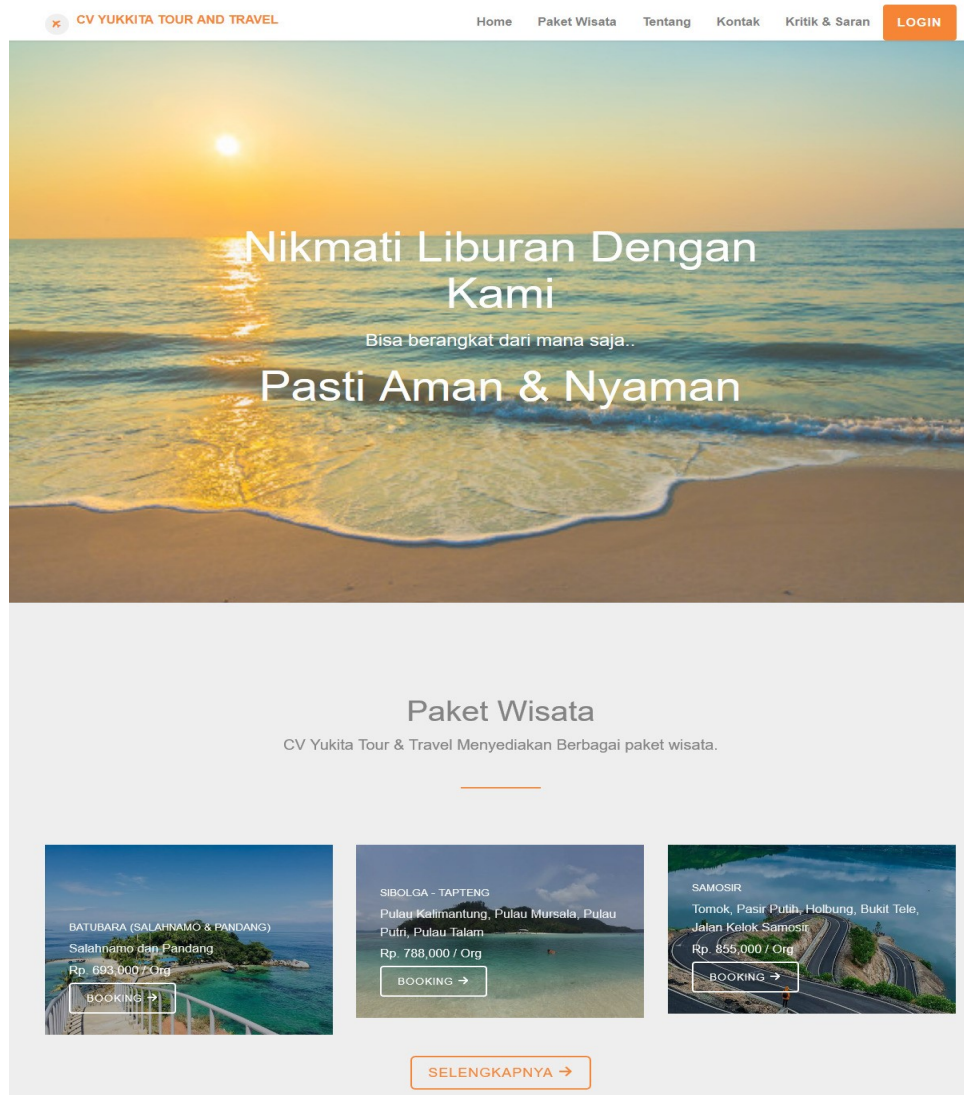 CV YUKKITA TOUR AND TRAVEL
Home Paket Wisata Tentang Kontak Kritik & Saran LOGIN
Nikmati Liburan Dengan
Kami
Bisa berangkat dari mana saja..
Pasti Aman & Nyaman
Paket Wisata
CV Yukita Tour & Travel Menyediakan Berbagai paket wisata.
BATUBARA (SALAHNAMO & PANDANG)
Salahnamo dan Pandang
Rp. 693,000 / Org
BOOKING →
SIBOLGA - TAPTENG
Pulau Kalimantung, Pulau Mursala, Pulau
Putri, Pulau Talam
Rp. 788,000 / Org
BOOKING →
SAMOSIR
Tomok, Pasir Putih, Holbung, Bukit Tele,
Jalan Kelok Samosir
Rp. 855,000 / Org
BOOKING →
SELENGKAPNYA →